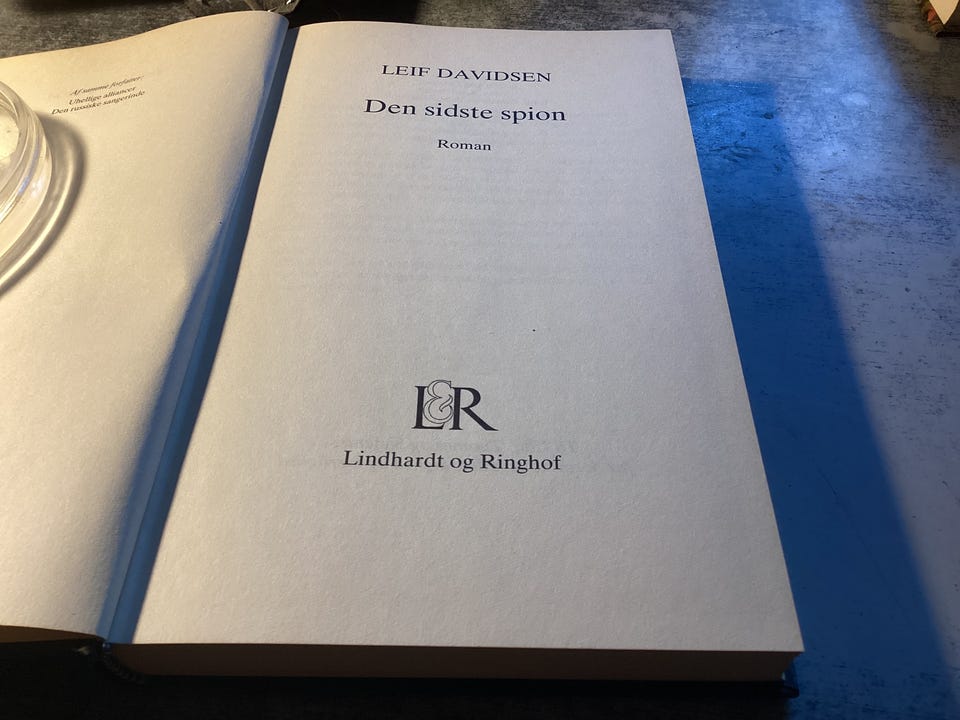 Af samme forfatter:
Uhellige alliancer
Den russiske sangerinde
LEIF DAVIDSEN
Den sidste spion
Roman
L&R
Lindhardt og Ringhof